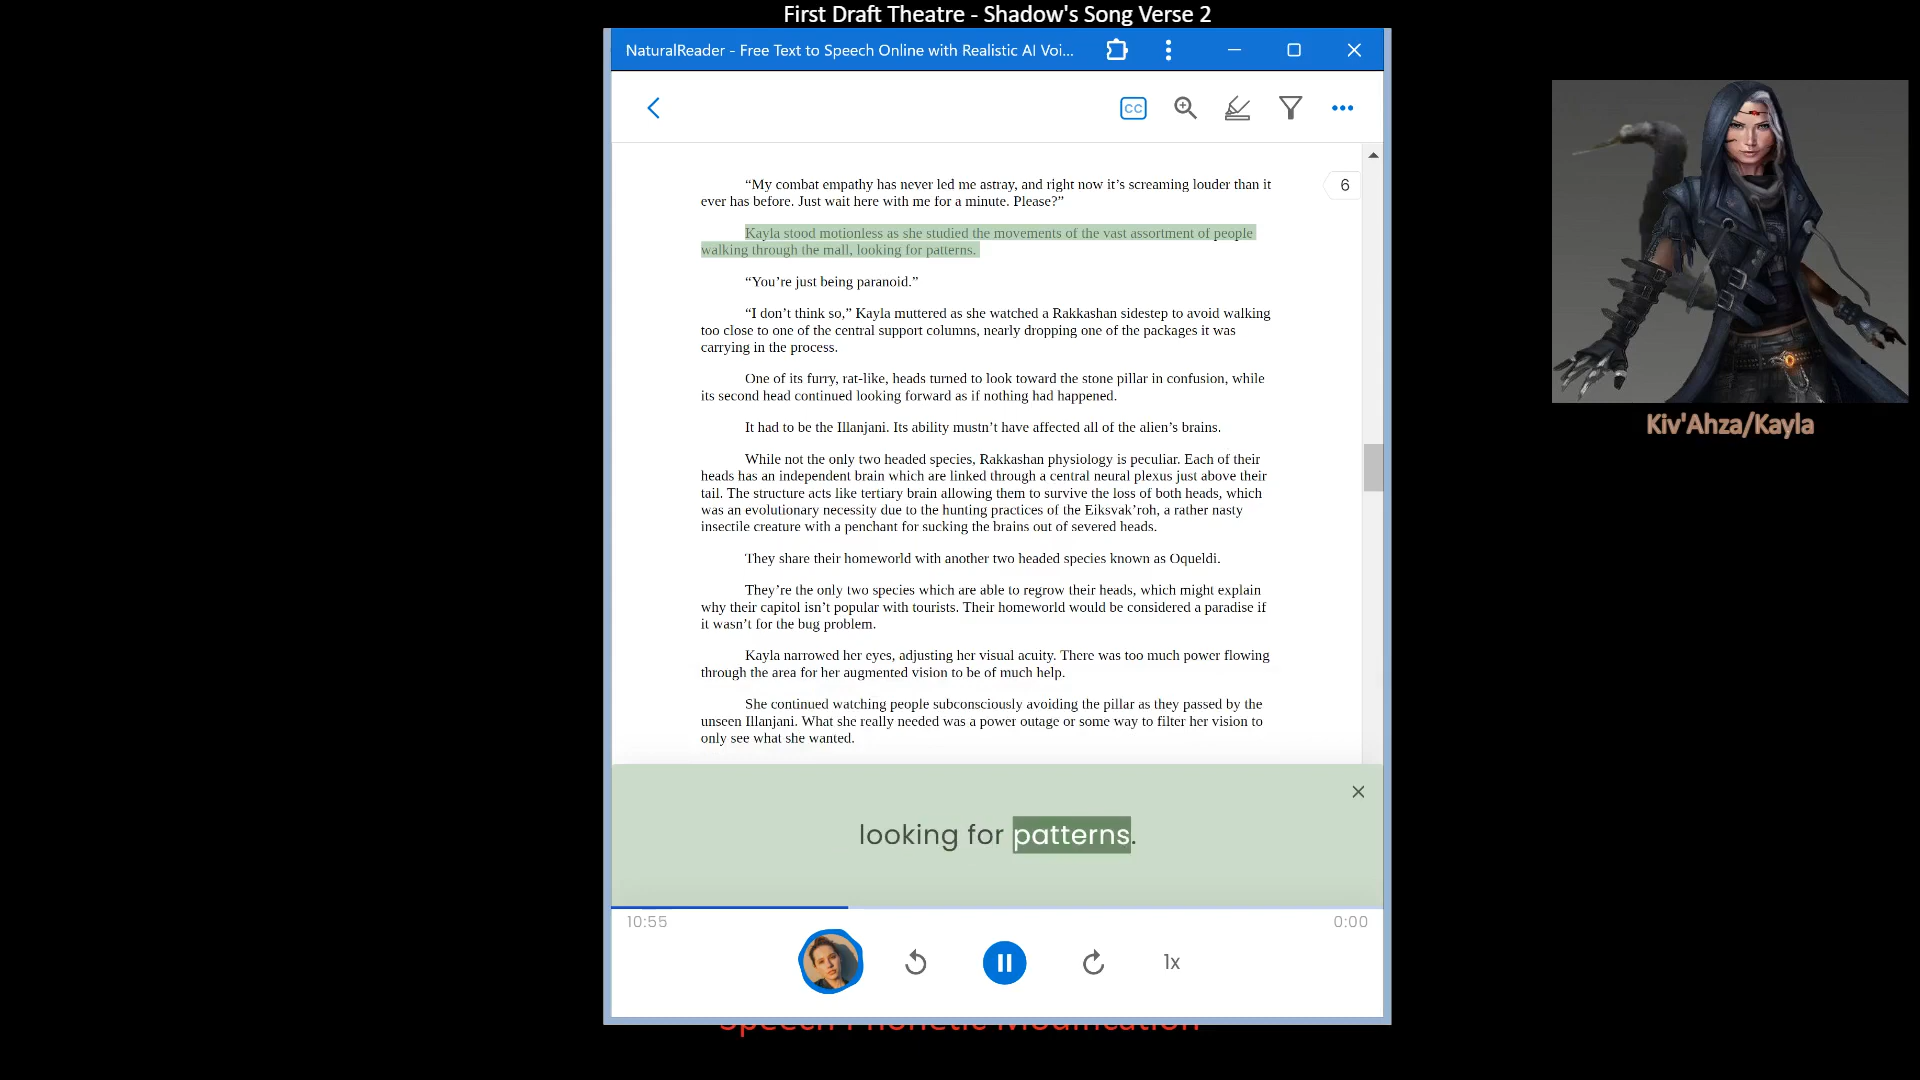 First Draft Theatre - Shadow's Song Verse 2
NaturalReader - Free Text to Speech Online with Realistic AI Voi...
CC
6
“My combat empathy has never led me astray, and right now it’s screaming louder than it
ever has before. Just wait here with me for a minute. Please?”
Kayla stood motionless as she studied the movements of the vast assortment of people
walking through the mall, looking for patterns.
“You’re just being paranoid.”
“I don’t think so,” Kayla muttered as she watched a Rakkashan sidestep to avoid walking
too close to one of the central support columns, nearly dropping one of the packages it was
carrying in the process.
One of its furry, rat-like, heads turned to look toward the stone pillar in confusion, while
its second head continued looking forward as if nothing had happened.
It had to be the Illanjani. Its ability mustn’t have affected all of the alien’s brains.
While not the only two headed species, Rakkashan physiology is peculiar. Each of their
heads has an independent brain which are linked through a central neural plexus just above their
tail. The structure acts like tertiary brain allowing them to survive the loss of both heads, which
was an evolutionary necessity due to the hunting practices of the Eiksvak’roh, a rather nasty
insectile creature with a penchant for sucking the brains out of severed heads.
They share their homeworld with another two headed species known as Oqueldi.
They’re the only two species which are able to regrow their heads, which might explain
why their capitol isn’t popular with tourists. Their homeworld would be considered a paradise if
it wasn’t for the bug problem.
Kayla narrowed her eyes, adjusting her visual acuity. There was too much power flowing
through the area for her augmented vision to be of much help.
She continued watching people subconsciously avoiding the pillar as they passed by the
unseen Illanjani. What she really needed was a power outage or some way to filter her vision to
only see what she wanted.
looking for patterns.
10:55
0:00
1x
Speech Phonetic Modification
Kiv'Ahza/Kayla